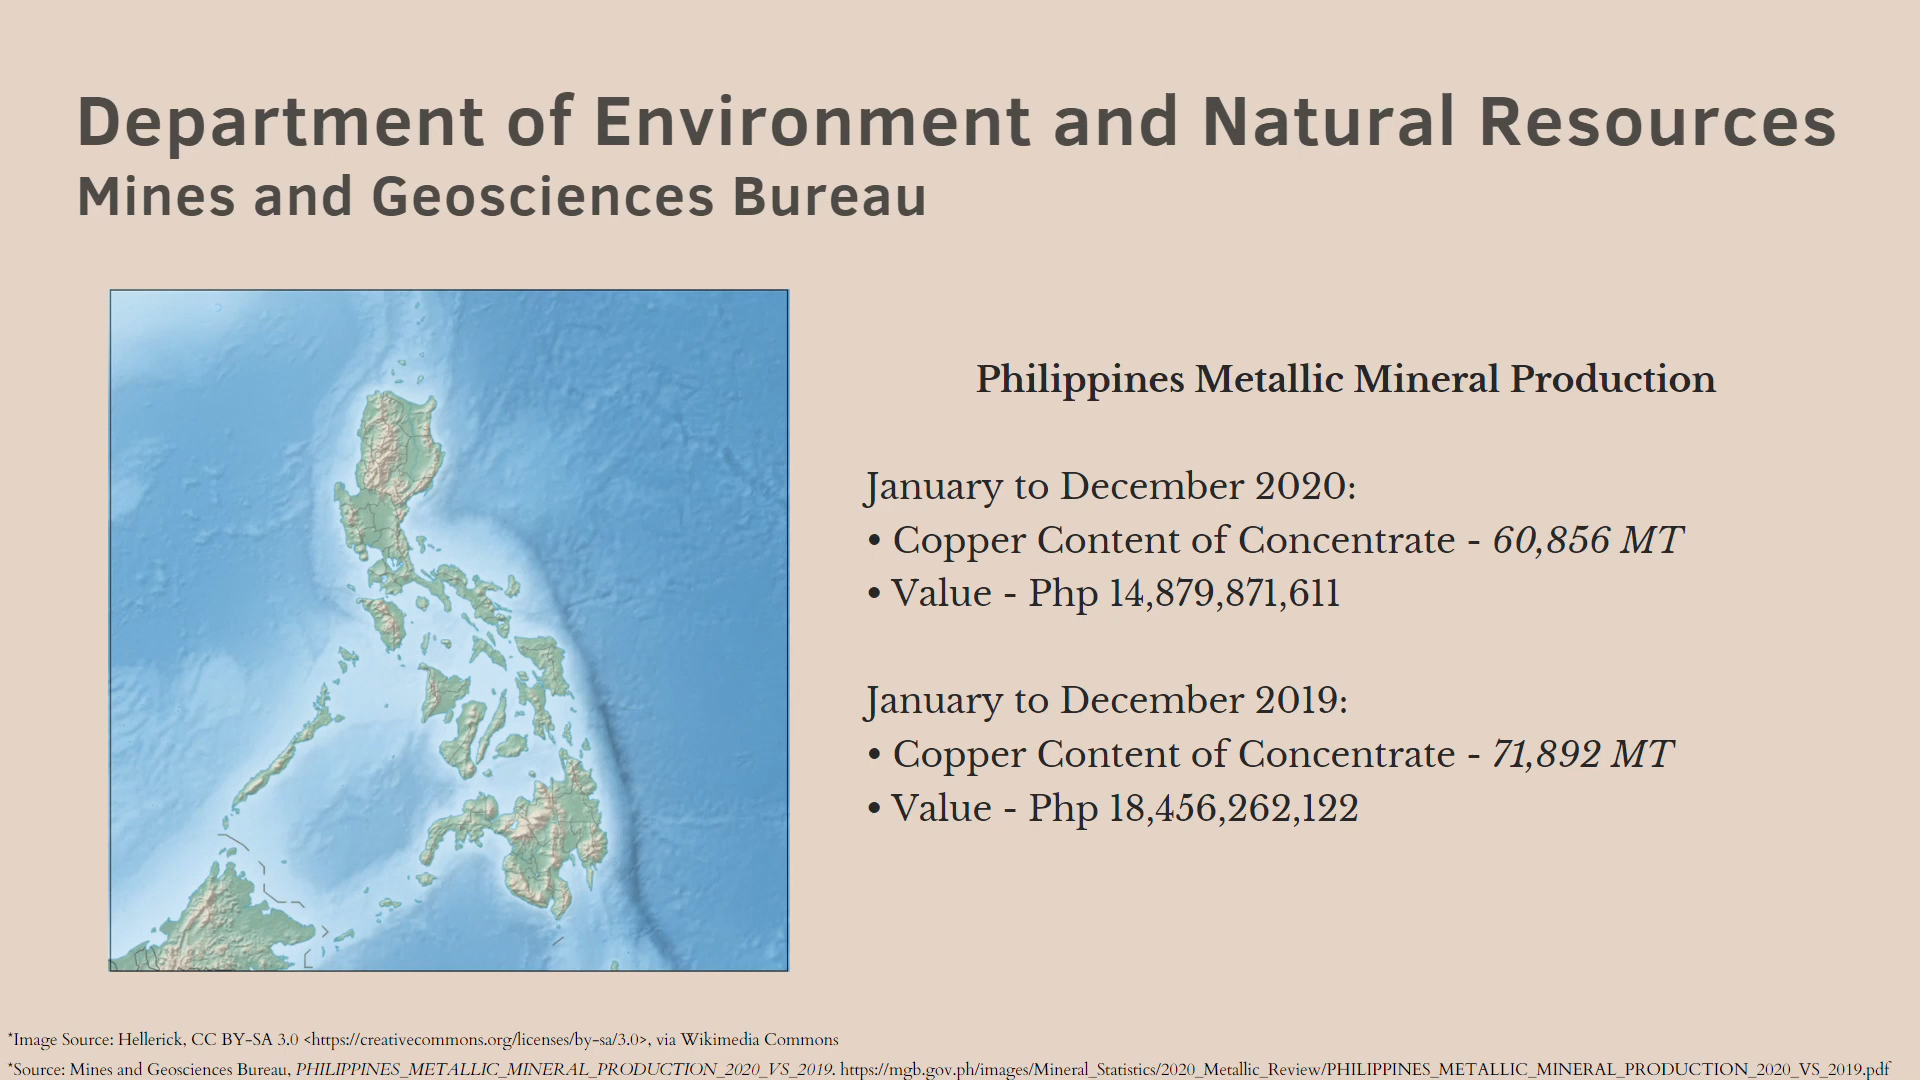 Department of Environment and Natural Resources
Mines and Geosciences Bureau
Philippines Metallic Mineral Production
January to December 2020:
• Copper Content of Concentrate - 60,856 MT
• Value - Php 14,879,871,611
January to December 2019:
• Copper Content of Concentrate - 71,892 MT
• Value - Php 18,456,262,122
*Image Source: Hellerick, CC BY-SA 3.0 <https://creativecommons.org/licenses/by-sa/3.0>, via Wikimedia Commons
*Source: Mines and Geosciences Bureau, PHILIPPINES_METALLIC_MINERAL_PRODUCTION_2020_VS_2019. https://mgb.gov.ph/images/Mineral_Statistics/2020_Metallic_Review/PHILIPPINES_METALLIC_MINERAL_PRODUCTION_2020_VS_2019.pdf